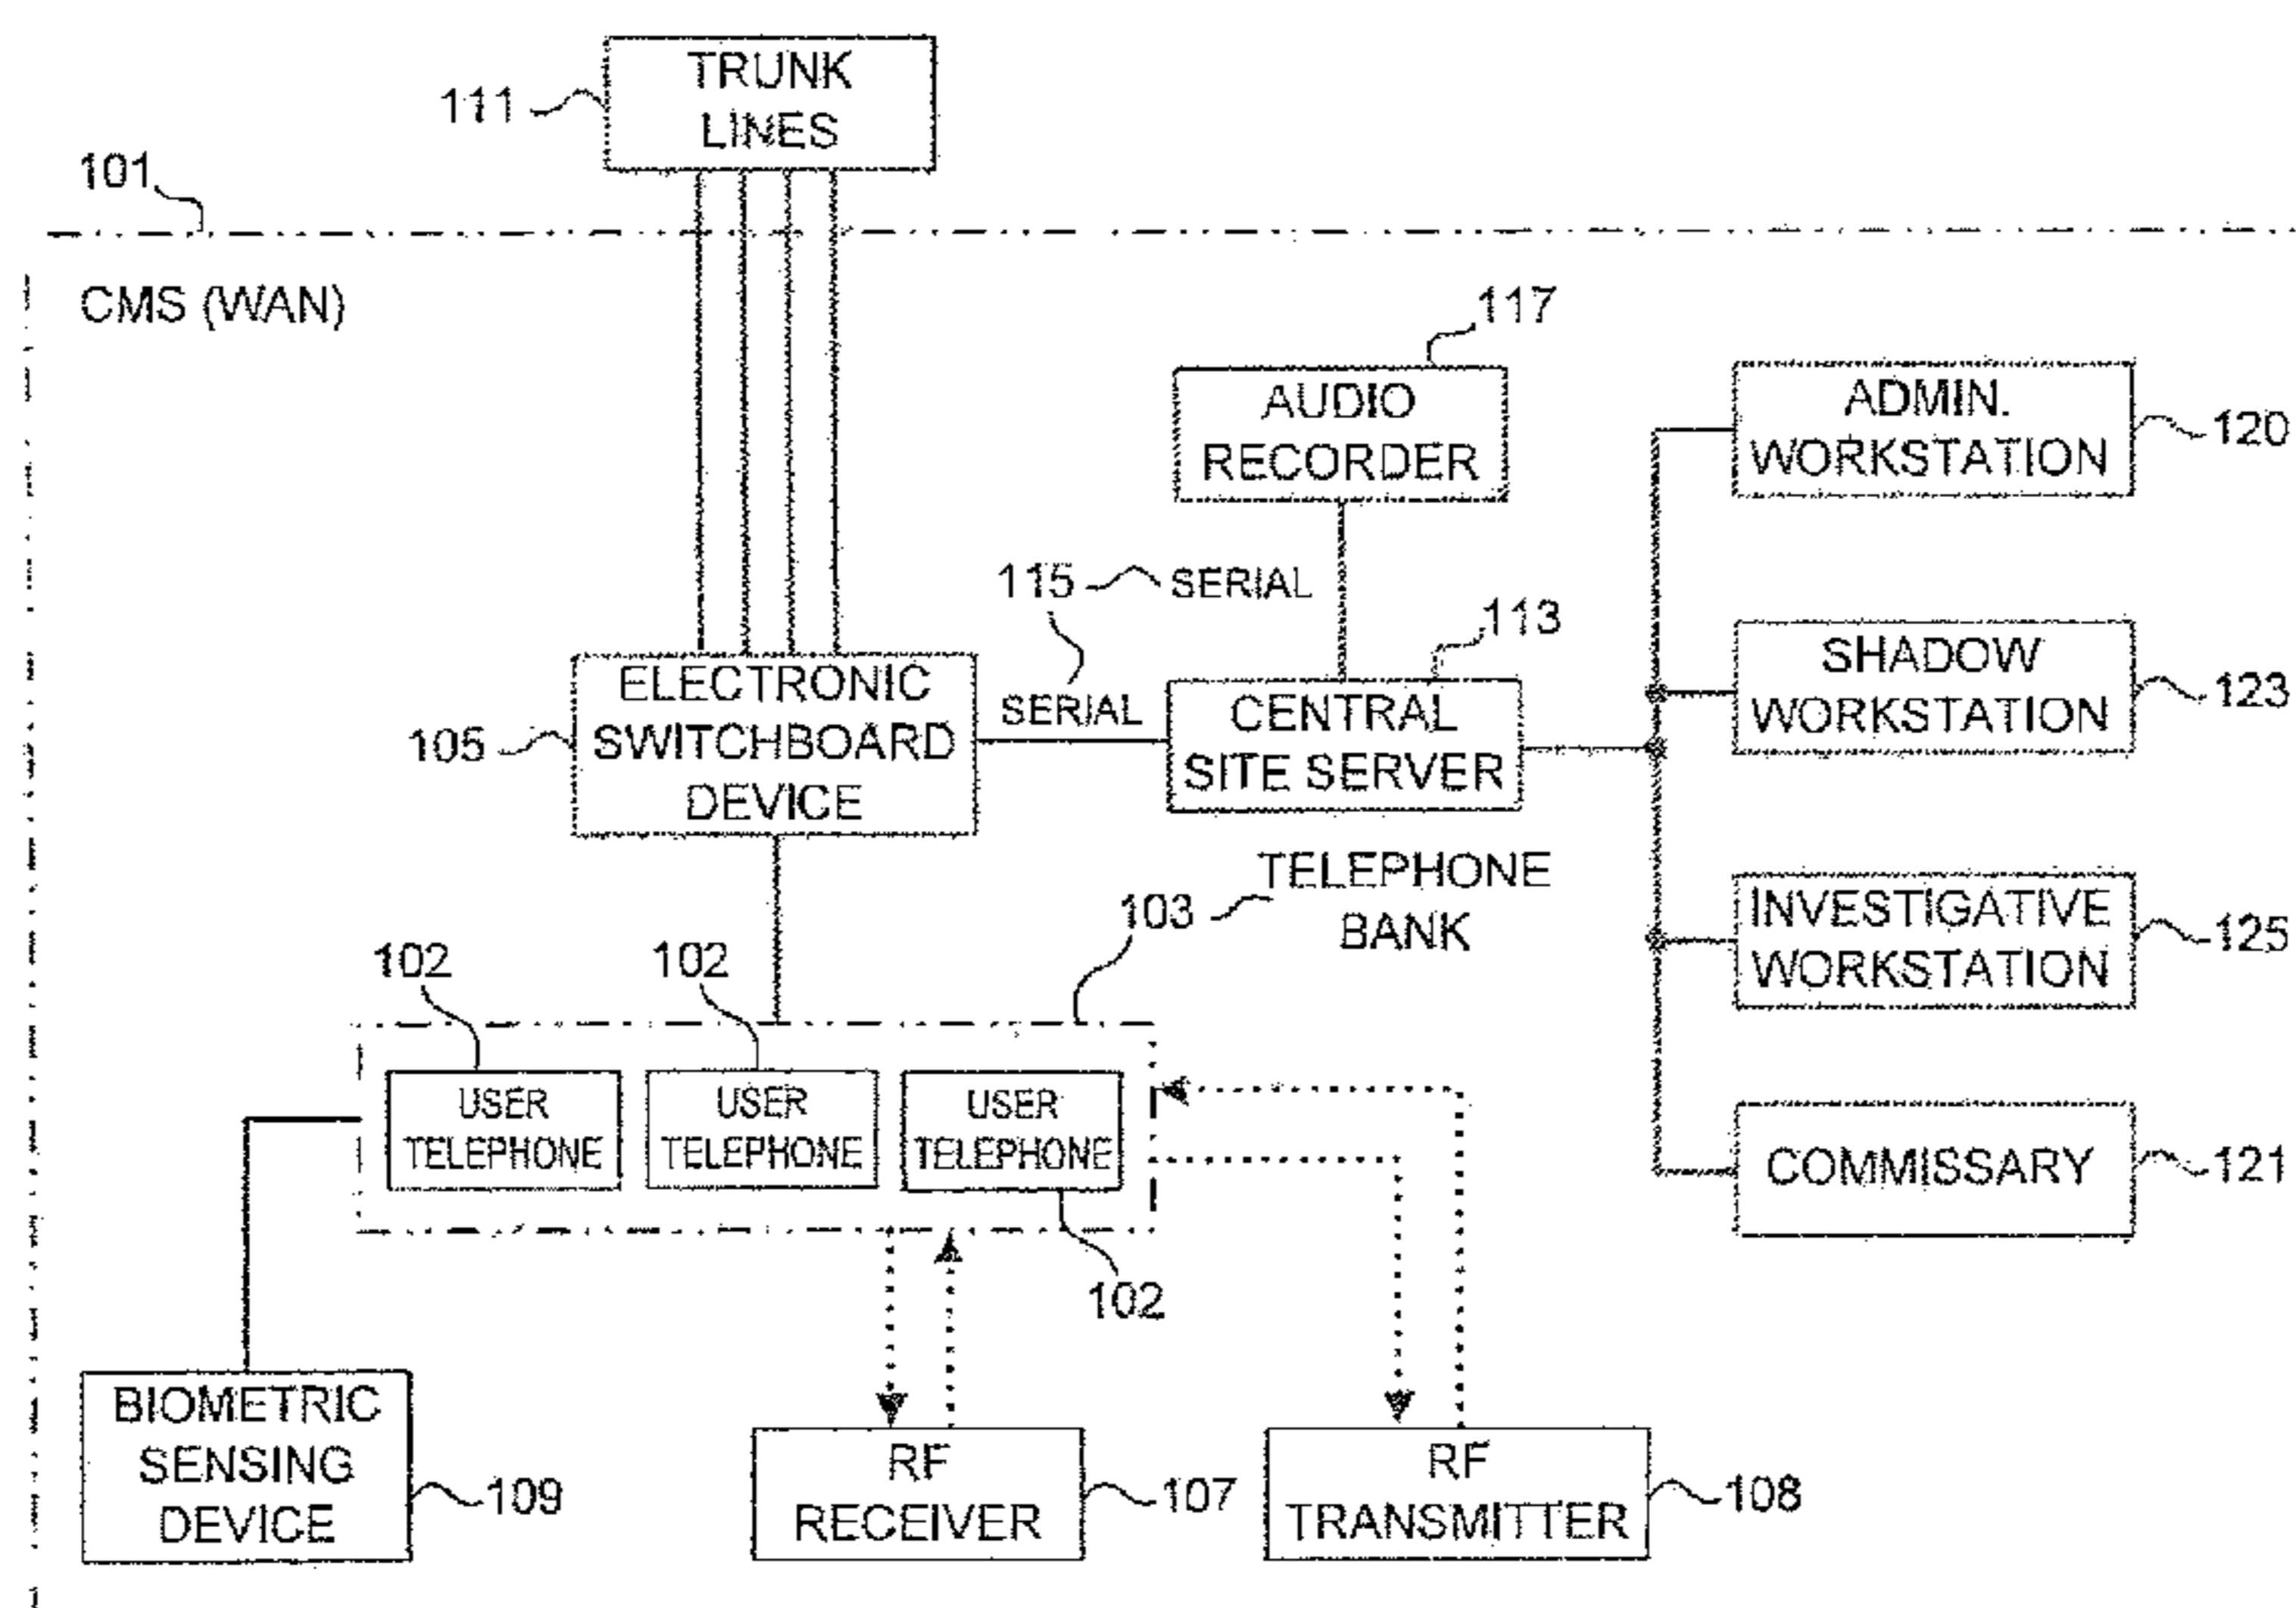 TRUNK
LINES
111
101
CMS (WAN)
117
AUDIO
RECORDER
ADMIN.
WORKSTATION
120
115
SERIAL
113
SHADOW
WORKSTATION
123
ELECTRONIC
SWITCHBOARD
DEVICE
105
SERIAL
CENTRAL
SITE SERVER
TELEPHONE
BANK
103
INVESTIGATIVE
WORKSTATION
125
102
102
USER
TELEPHONE
USER
TELEPHONE
USER
TELEPHONE
102
COMMISSARY
121
BIOMETRIC
SENSING
DEVICE
109
RF
RECEIVER
107
RF
TRANSMITTER
108